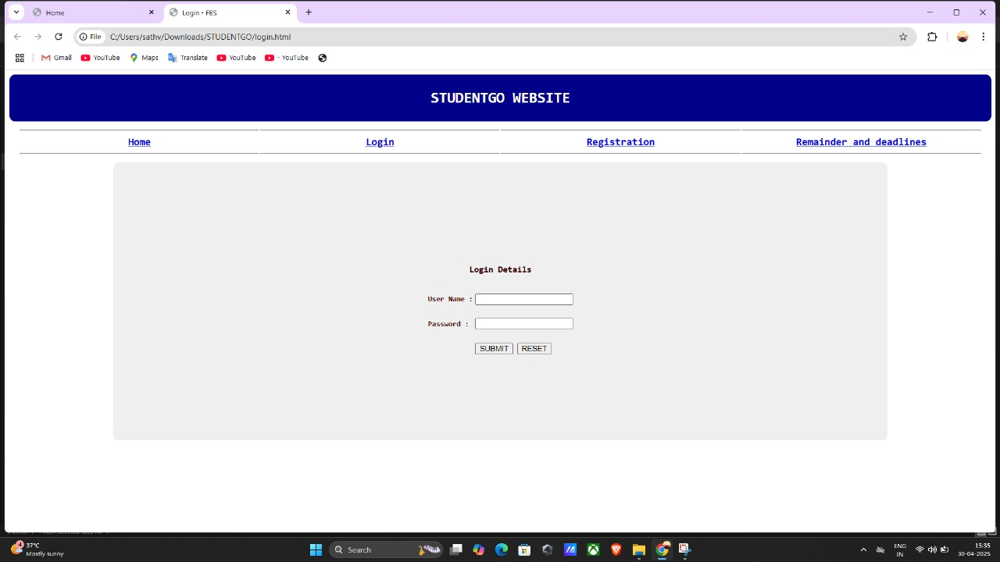 Home
Login - FBS
File
C:/Users/sathv/Downloads/STUDENTGO/login.html
Gmail YouTube Maps Translate YouTube - YouTube
STUDENTGO WEBSITE
Home Login Registration Remainder and deadlines
Login Details
User Name :
Password :
SUBMIT RESET
4
37°C
Mostly sunny
Search
ENG
IN
15:35
30-04-2025